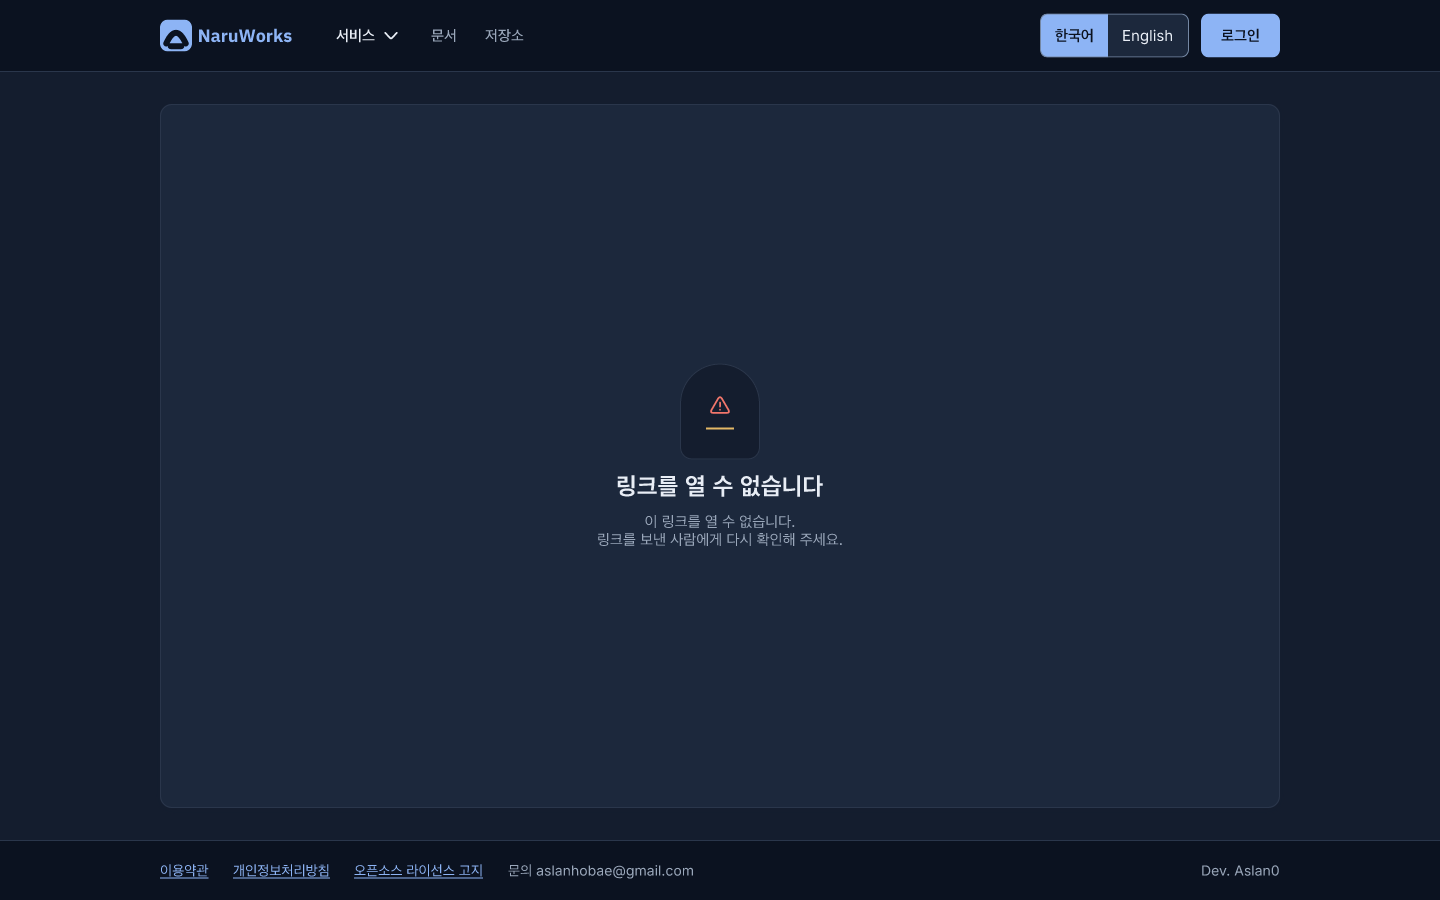 NaruWorks
서비스
문서
저장소
한국어
English
로그인
링크를 열 수 없습니다
이 링크를 열 수 없습니다.
링크를 보낸 사람에게 다시 확인해 주세요.
이용약관
개인정보처리방침
오픈소스 라이선스 고지
문의 aslanhobae@gmail.com
Dev. Aslan0